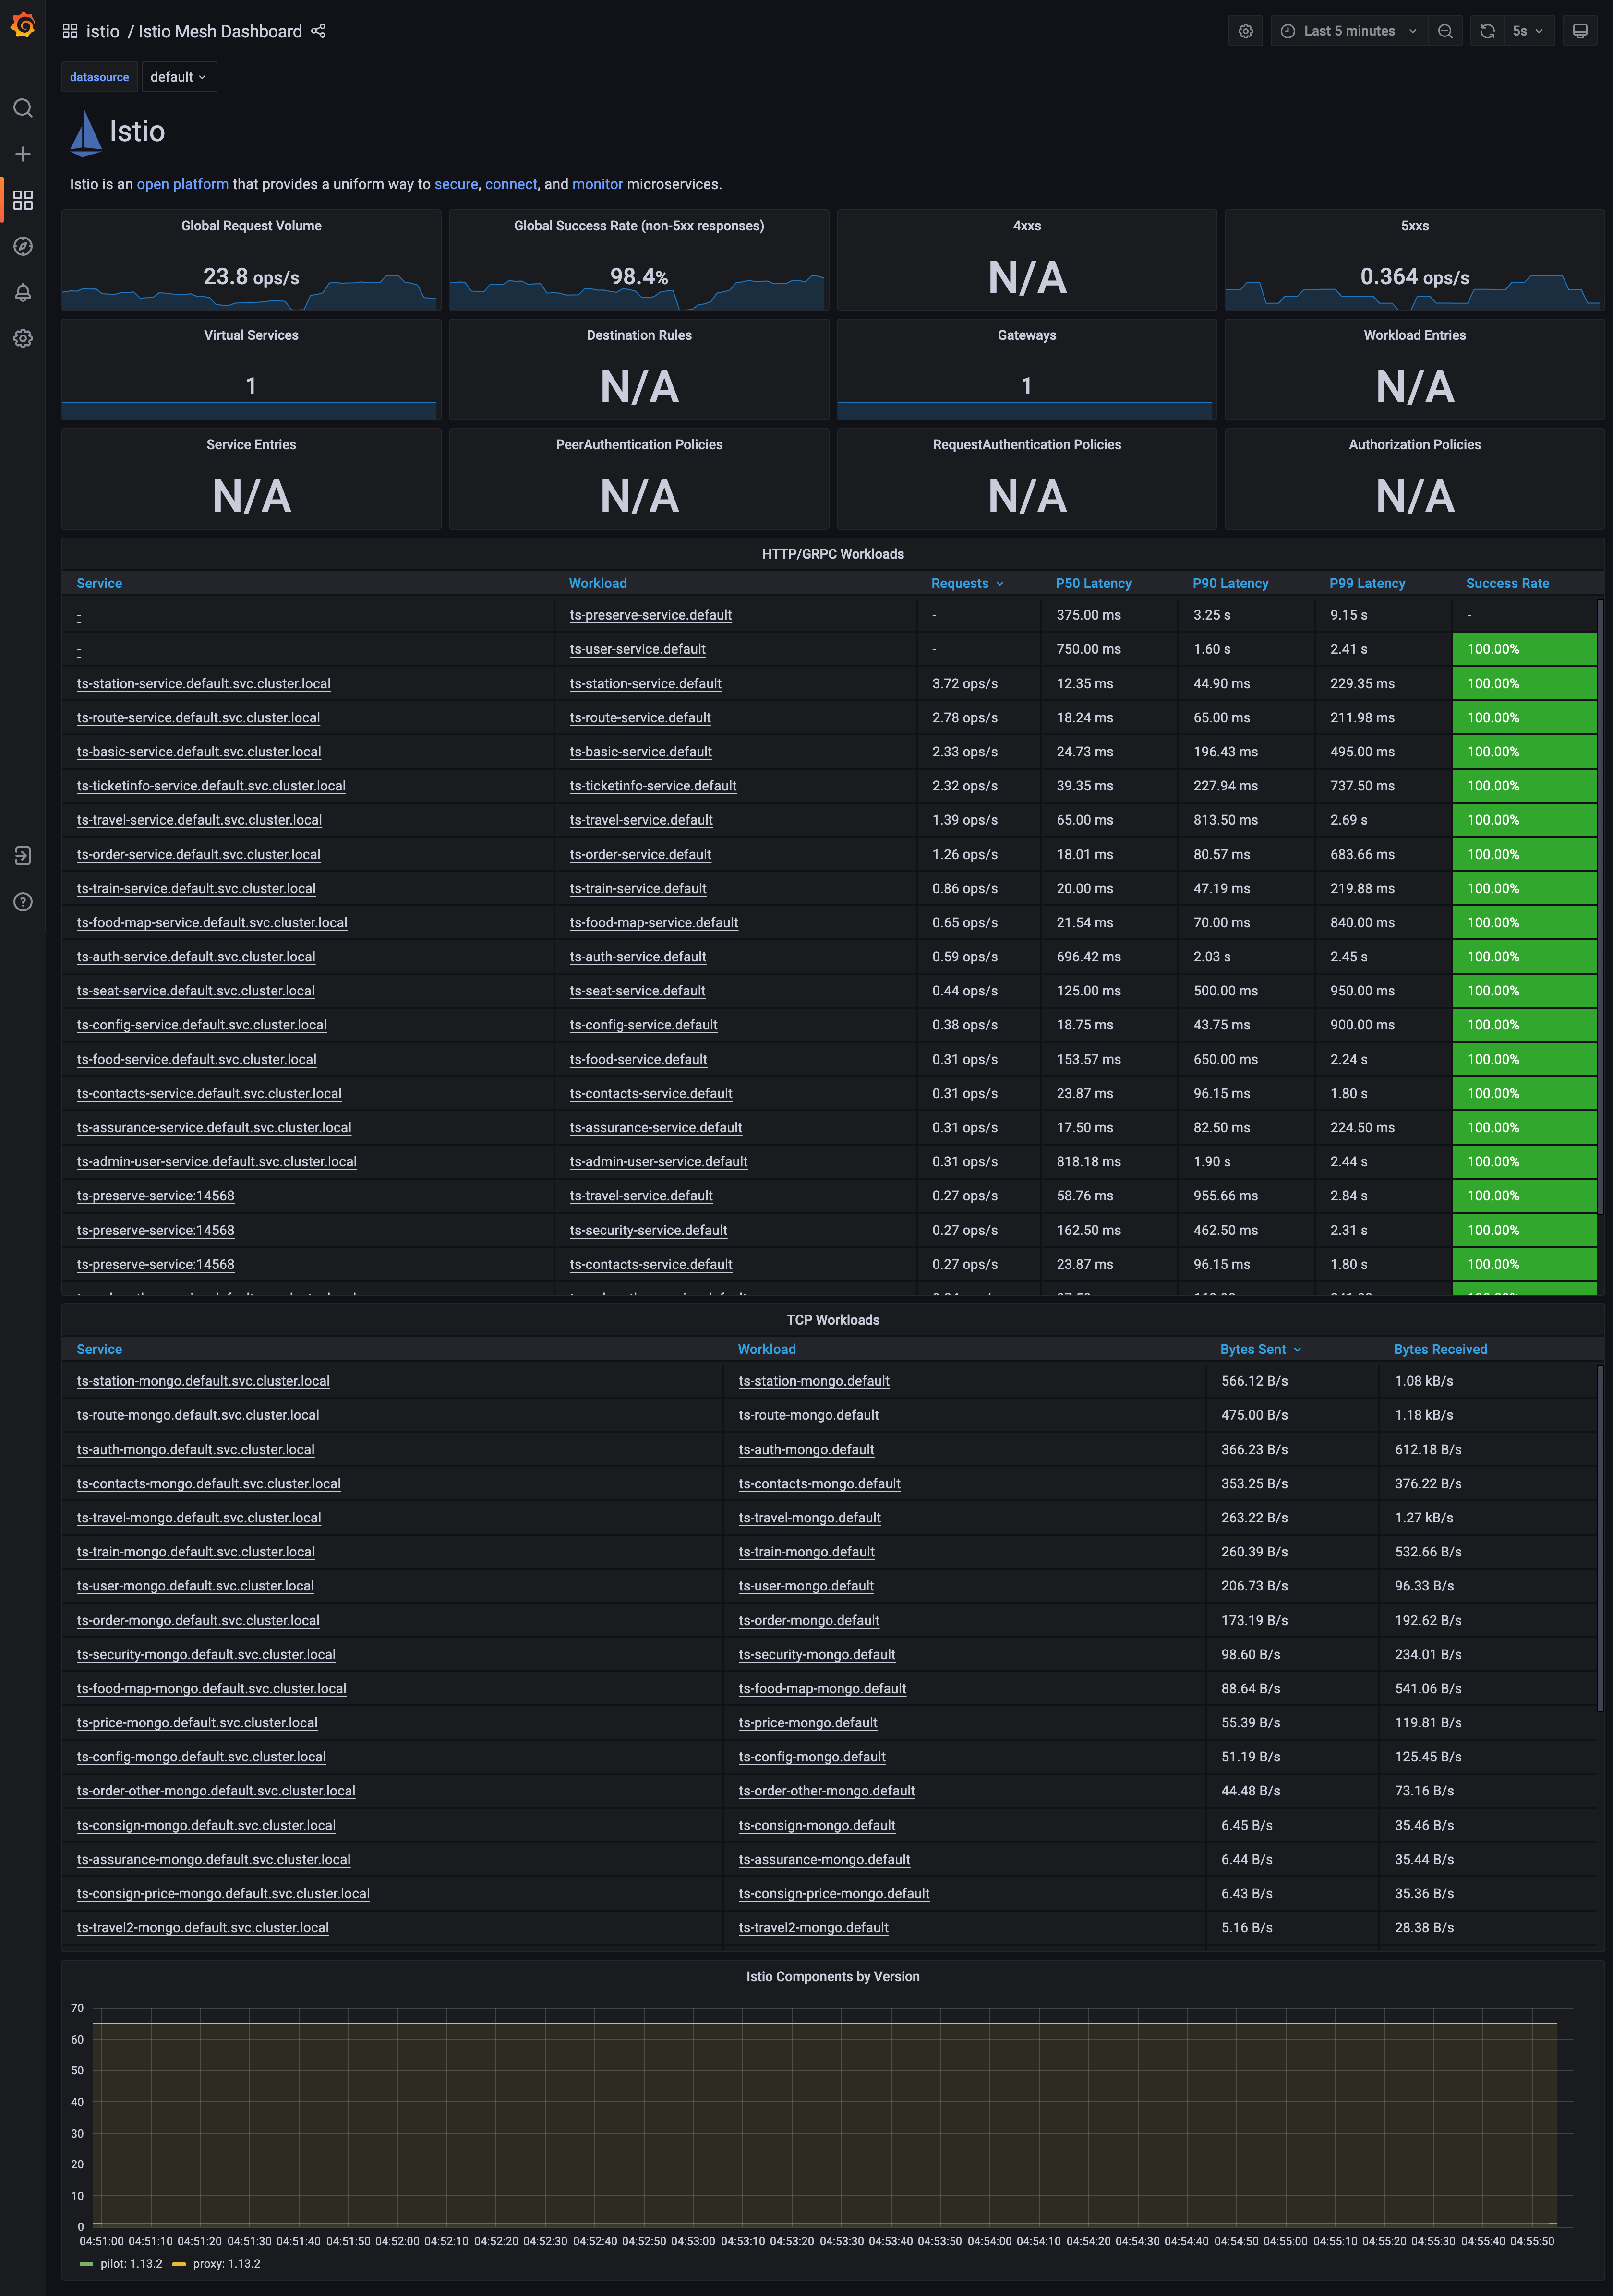 istio / Istio Mesh Dashboard
Last 5 minutes
5s
datasource default
Istio
Istio is an open platform that provides a uniform way to secure, connect, and monitor microservices.
Global Request Volume
23.8 ops/s
Global Success Rate (non-5xx responses)
98.4%
4xxs
N/A
5xxs
0.364 ops/s
Virtual Services
1
Destination Rules
N/A
Gateways
1
Workload Entries
N/A
Service Entries
N/A
PeerAuthentication Policies
N/A
RequestAuthentication Policies
N/A
Authorization Policies
N/A
HTTP/GRPC Workloads
Service Workload Requests P50 Latency P90 Latency P99 Latency Success Rate
- ts-preserve-service.default - 375.00 ms 3.25 s 9.15 s -
- ts-user-service.default - 750.00 ms 1.60 s 2.41 s 100.00%
ts-station-service.default.svc.cluster.local ts-station-service.default 3.72 ops/s 12.35 ms 44.90 ms 229.35 ms 100.00%
ts-route-service.default.svc.cluster.local ts-route-service.default 2.78 ops/s 18.24 ms 65.00 ms 211.98 ms 100.00%
ts-basic-service.default.svc.cluster.local ts-basic-service.default 2.33 ops/s 24.73 ms 196.43 ms 495.00 ms 100.00%
ts-ticketinfo-service.default.svc.cluster.local ts-ticketinfo-service.default 2.32 ops/s 39.35 ms 227.94 ms 737.50 ms 100.00%
ts-travel-service.default.svc.cluster.local ts-travel-service.default 1.39 ops/s 65.00 ms 813.50 ms 2.69 s 100.00%
ts-order-service.default.svc.cluster.local ts-order-service.default 1.26 ops/s 18.01 ms 80.57 ms 683.66 ms 100.00%
ts-train-service.default.svc.cluster.local ts-train-service.default 0.86 ops/s 20.00 ms 47.19 ms 219.88 ms 100.00%
ts-food-map-service.default.svc.cluster.local ts-food-map-service.default 0.65 ops/s 21.54 ms 70.00 ms 840.00 ms 100.00%
ts-auth-service.default.svc.cluster.local ts-auth-service.default 0.59 ops/s 696.42 ms 2.03 s 2.45 s 100.00%
ts-seat-service.default.svc.cluster.local ts-seat-service.default 0.44 ops/s 125.00 ms 500.00 ms 950.00 ms 100.00%
ts-config-service.default.svc.cluster.local ts-config-service.default 0.38 ops/s 18.75 ms 43.75 ms 900.00 ms 100.00%
ts-food-service.default.svc.cluster.local ts-food-service.default 0.31 ops/s 153.57 ms 650.00 ms 2.24 s 100.00%
ts-contacts-service.default.svc.cluster.local ts-contacts-service.default 0.31 ops/s 23.87 ms 96.15 ms 1.80 s 100.00%
ts-assurance-service.default.svc.cluster.local ts-assurance-service.default 0.31 ops/s 17.50 ms 82.50 ms 224.50 ms 100.00%
ts-admin-user-service.default.svc.cluster.local ts-admin-user-service.default 0.31 ops/s 818.18 ms 1.90 s 2.44 s 100.00%
ts-preserve-service:14568 ts-travel-service.default 0.27 ops/s 58.76 ms 955.66 ms 2.84 s 100.00%
ts-preserve-service:14568 ts-security-service.default 0.27 ops/s 162.50 ms 462.50 ms 2.31 s 100.00%
ts-preserve-service:14568 ts-contacts-service.default 0.27 ops/s 23.87 ms 96.15 ms 1.80 s 100.00%
TCP Workloads
Service Workload Bytes Sent Bytes Received
ts-station-mongo.default.svc.cluster.local ts-station-mongo.default 566.12 B/s 1.08 kB/s
ts-route-mongo.default.svc.cluster.local ts-route-mongo.default 475.00 B/s 1.18 kB/s
ts-auth-mongo.default.svc.cluster.local ts-auth-mongo.default 366.23 B/s 612.18 B/s
ts-contacts-mongo.default.svc.cluster.local ts-contacts-mongo.default 353.25 B/s 376.22 B/s
ts-travel-mongo.default.svc.cluster.local ts-travel-mongo.default 263.22 B/s 1.27 kB/s
ts-train-mongo.default.svc.cluster.local ts-train-mongo.default 260.39 B/s 532.66 B/s
ts-user-mongo.default.svc.cluster.local ts-user-mongo.default 206.73 B/s 96.33 B/s
ts-order-mongo.default.svc.cluster.local ts-order-mongo.default 173.19 B/s 192.62 B/s
ts-security-mongo.default.svc.cluster.local ts-security-mongo.default 98.60 B/s 234.01 B/s
ts-food-map-mongo.default.svc.cluster.local ts-food-map-mongo.default 88.64 B/s 541.06 B/s
ts-price-mongo.default.svc.cluster.local ts-price-mongo.default 55.39 B/s 119.81 B/s
ts-config-mongo.default.svc.cluster.local ts-config-mongo.default 51.19 B/s 125.45 B/s
ts-order-other-mongo.default.svc.cluster.local ts-order-other-mongo.default 44.48 B/s 73.16 B/s
ts-consign-mongo.default.svc.cluster.local ts-consign-mongo.default 6.45 B/s 35.46 B/s
ts-assurance-mongo.default.svc.cluster.local ts-assurance-mongo.default 6.44 B/s 35.44 B/s
ts-consign-price-mongo.default.svc.cluster.local ts-consign-price-mongo.default 6.43 B/s 35.36 B/s
ts-travel2-mongo.default.svc.cluster.local ts-travel2-mongo.default 5.16 B/s 28.38 B/s
Istio Components by Version
70
60
50
40
30
20
10
0
04:51:00 04:51:10 04:51:20 04:51:30 04:51:40 04:51:50 04:52:00 04:52:10 04:52:20 04:52:30 04:52:40 04:52:50 04:53:00 04:53:10 04:53:20 04:53:30 04:53:40 04:53:50 04:54:00 04:54:10 04:54:20 04:54:30 04:54:40 04:54:50 04:55:00 04:55:10 04:55:20 04:55:30 04:55:40 04:55:50
pilot: 1.13.2 proxy: 1.13.2